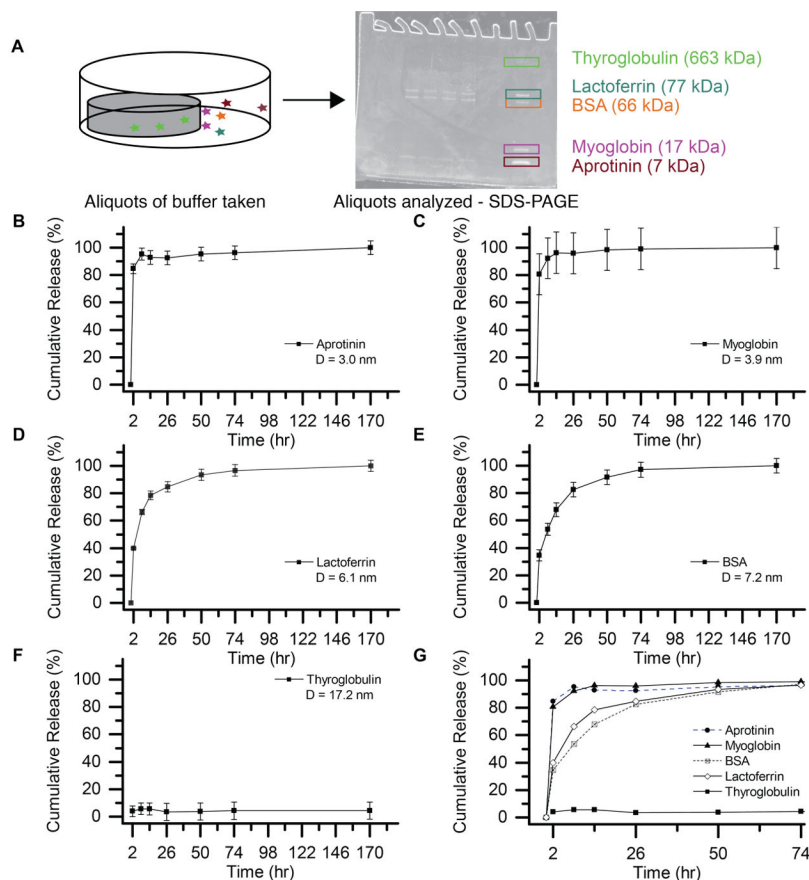 A
Thyroglobulin (663 kDa)
Lactoferrin (77 kDa)
BSA (66 kDa)
Myoglobin (17 kDa)
Aprotinin (7 kDa)
Aliquots of buffer taken
Aliquots analyzed - SDS-PAGE
B
Cumulative Release (%)
100
80
60
40
20
0
Aprotinin
D = 3.0 nm
2 26 50 74 98 122 146 170
Time (hr)
C
Cumulative Release (%)
100
80
60
40
20
0
Myoglobin
D = 3.9 nm
2 26 50 74 98 122 146 170
Time (hr)
D
Cumulative Release (%)
100
80
60
40
20
0
Lactoferrin
D = 6.1 nm
2 26 50 74 98 122 146 170
Time (hr)
E
Cumulative Release (%)
100
80
60
40
20
0
BSA
D = 7.2 nm
2 26 50 74 98 122 146 170
Time (hr)
F
Cumulative Release (%)
100
80
60
40
20
0
Thyroglobulin
D = 17.2 nm
2 26 50 74 98 122 146 170
Time (hr)
G
Cumulative Release (%)
100
80
60
40
20
0
Aprotinin
Myoglobin
BSA
Lactoferrin
Thyroglobulin
2 26 50 74
Time (hr)